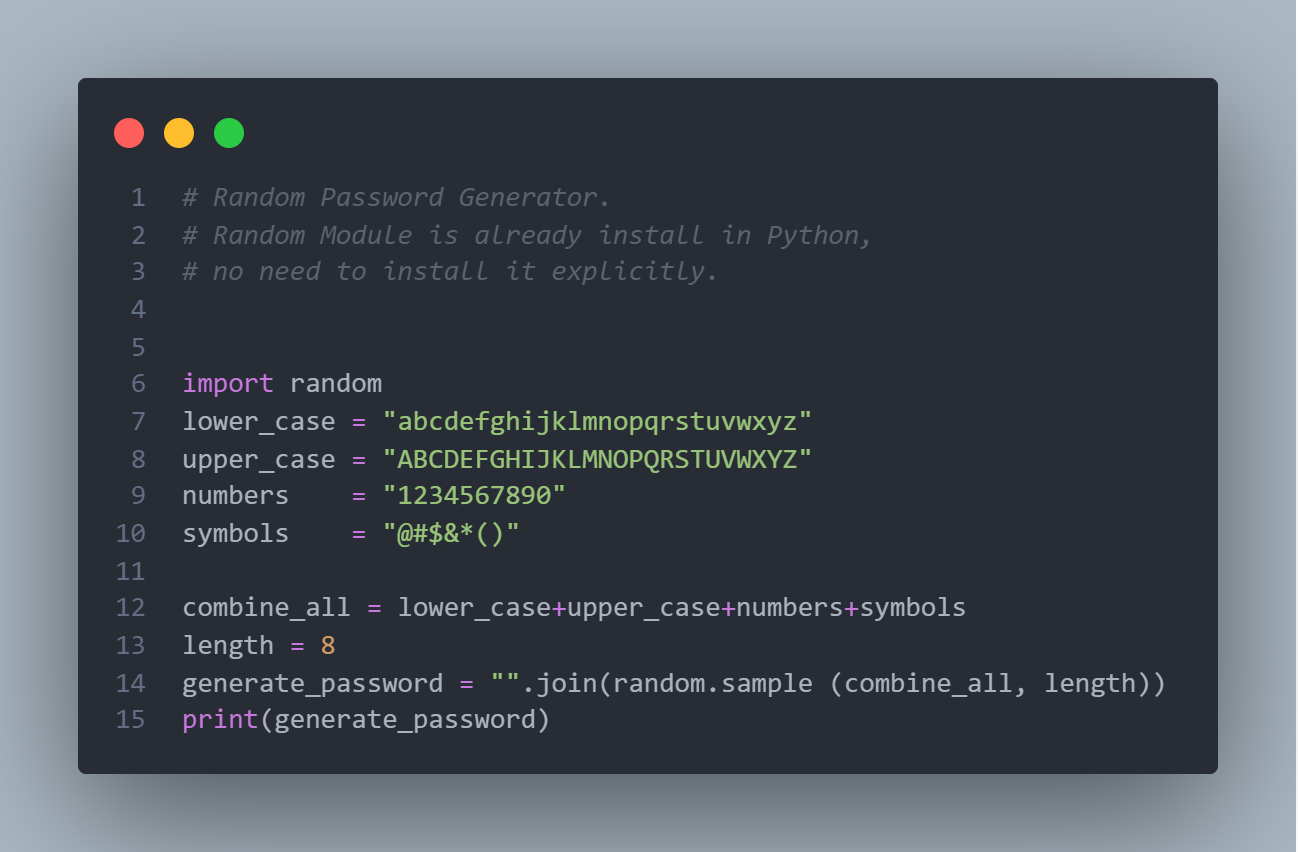 1 # Random Password Generator.
2 # Random Module is already install in Python,
3 # no need to install it explicitly.
4
5
6 import random
7 lower_case = "abcdefghijklmnopqrstuvwxyz"
8 upper_case = "ABCDEFGHIJKLMNOPQRSTUVWXYZ"
9 numbers    = "1234567890"
10 symbols    = "@#$&*()"
11
12 combine_all = lower_case+upper_case+numbers+symbols
13 length = 8
14 generate_password = "".join(random.sample (combine_all, length))
15 print(generate_password)